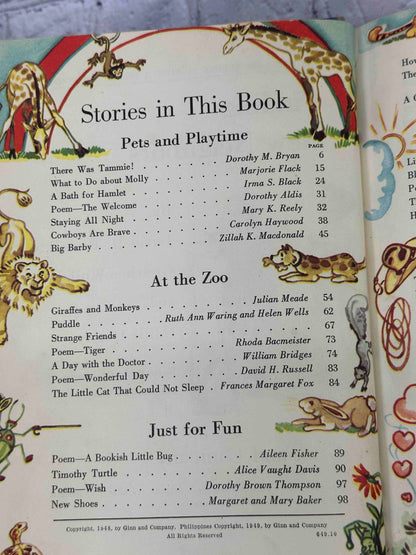 Stories in This Book
Pets and Playtime
PAGE
There Was Tammie! . . . . . . . Dorothy M. Bryan 6
What to Do about Molly . . . . . . Marjorie Flack 15
A Bath for Hamlet . . . . . . . . Irma S. Black 24
Poem—The Welcome . . . . . . . Dorothy Aldis 31
Staying All Night . . . . . . . . Mary K. Reely 32
Cowboys Are Brave . . . . . . . Carolyn Haywood 38
Big Barby . . . . . . . . . Zillah K. Macdonald 45
At the Zoo
Giraffes and Monkeys . . . . . . . Julian Meade 54
Puddle . . . . . . Ruth Ann Waring and Helen Wells 62
Strange Friends . . . . . . . . . . . . . 67
Poem—Tiger . . . . . . . . . Rhoda Bacmeister 73
A Day with the Doctor . . . . . . William Bridges 74
Poem—Wonderful Day . . . . . . David H. Russell 83
The Little Cat That Could Not Sleep . Frances Margaret Fox 84
Just for Fun
Poem—A Bookish Little Bug . . . . . Aileen Fisher 89
Timothy Turtle . . . . . . . Alice Vaught Davis 90
Poem—Wish . . . . . . Dorothy Brown Thompson 97
New Shoes . . . . . . . Margaret and Mary Baker 98
Copyright, 1948, by Ginn and Company. Philippines Copyright, 1949, by Ginn and Company
All Rights Reserved
649.10